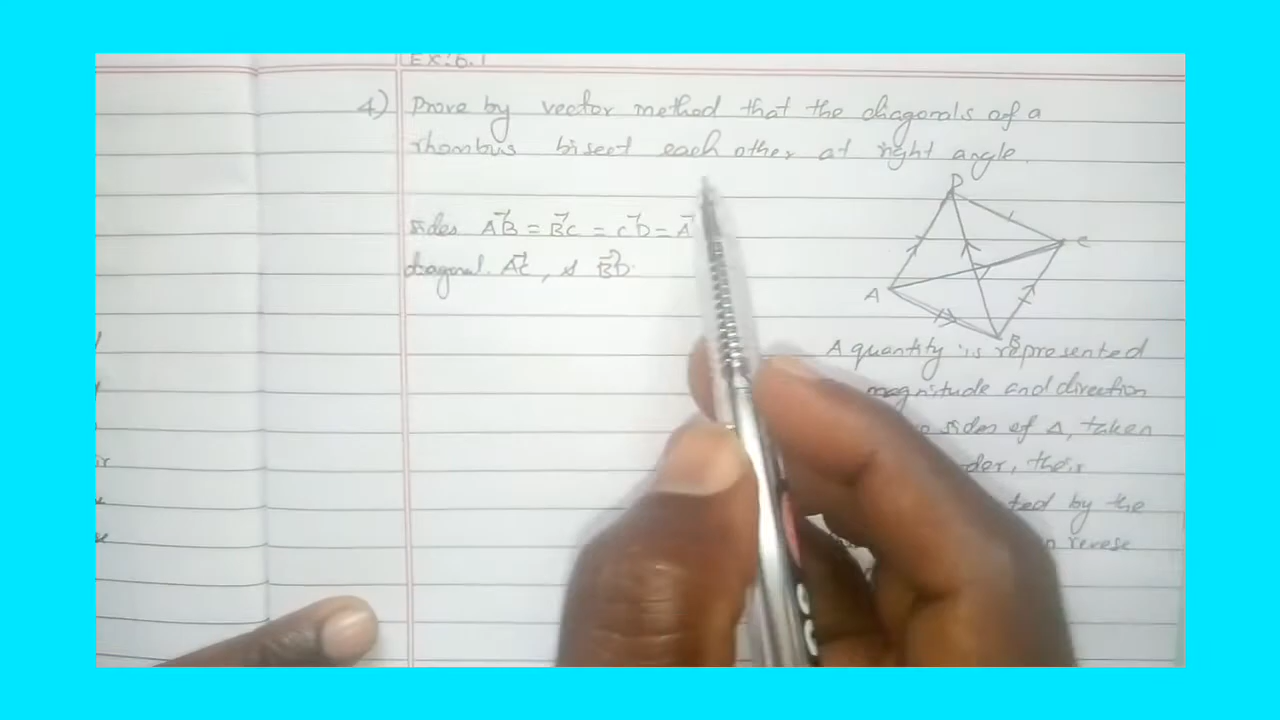 Ex: 6.1
4) Prove by vector method that the diagonals of a
rhombus bisect each other at right angle.
sides AB⃗ = BC⃗ = CD⃗ = A
diagonal. AC⃗, & BD⃗.
D
C
A
B
A quantity is represented
magnitude and direction
sides of Δ, taken
der, their
ted by the
n revese